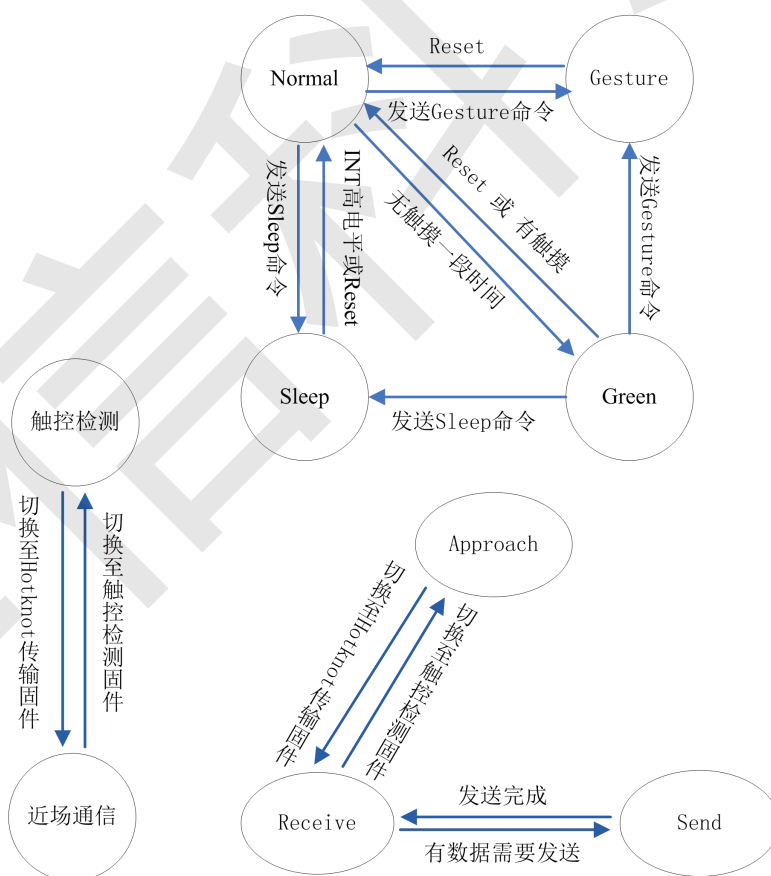 Reset
Normal
Gesture
发送Gesture命令
发送Sleep命令
INT高电平或Reset
Reset 或 有触摸
无触摸一段时间
发送Gesture命令
Sleep
Green
发送Sleep命令
触控检测
切换至Hotknot传输固件
切换至触控检测固件
近场通信
Approach
切换至Hotknot传输固件
切换至触控检测固件
Receive
发送完成
有数据需要发送
Send